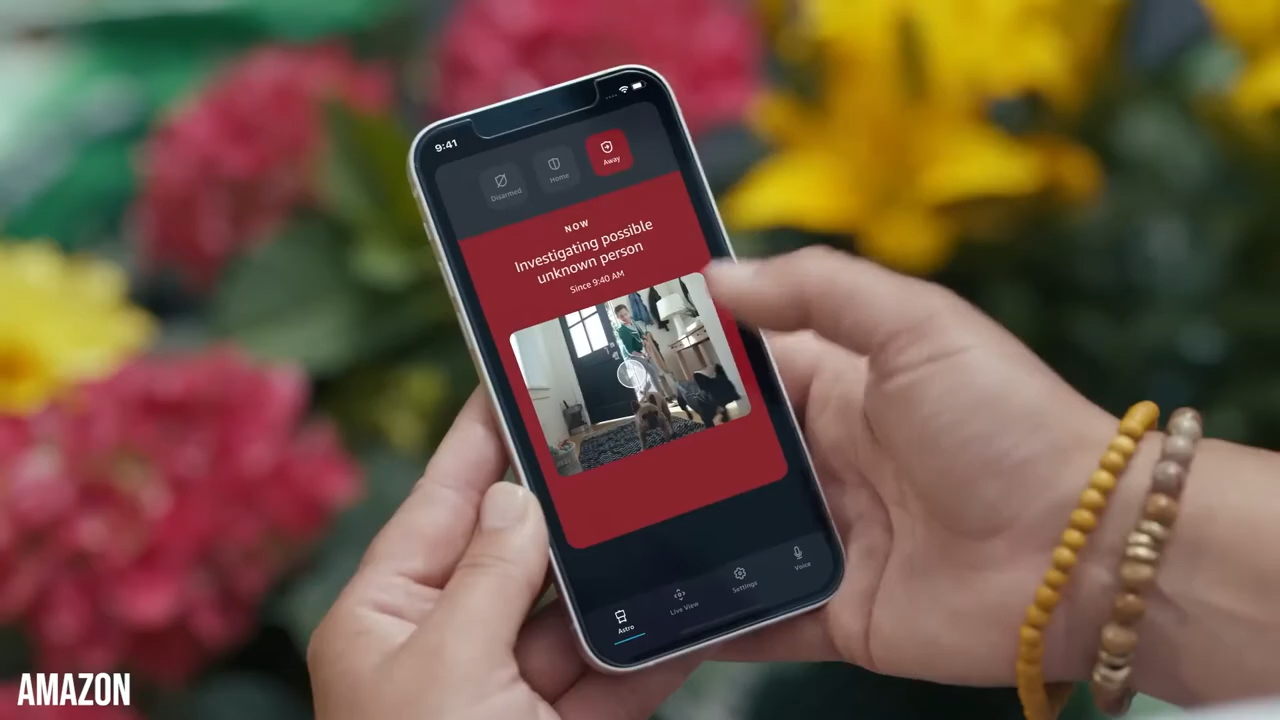 9:41
Disarmed
Home
Away
NOW
Investigating possible
unknown person
Since 9:40 AM
Astro
Live View
Settings
Voice
AMAZON